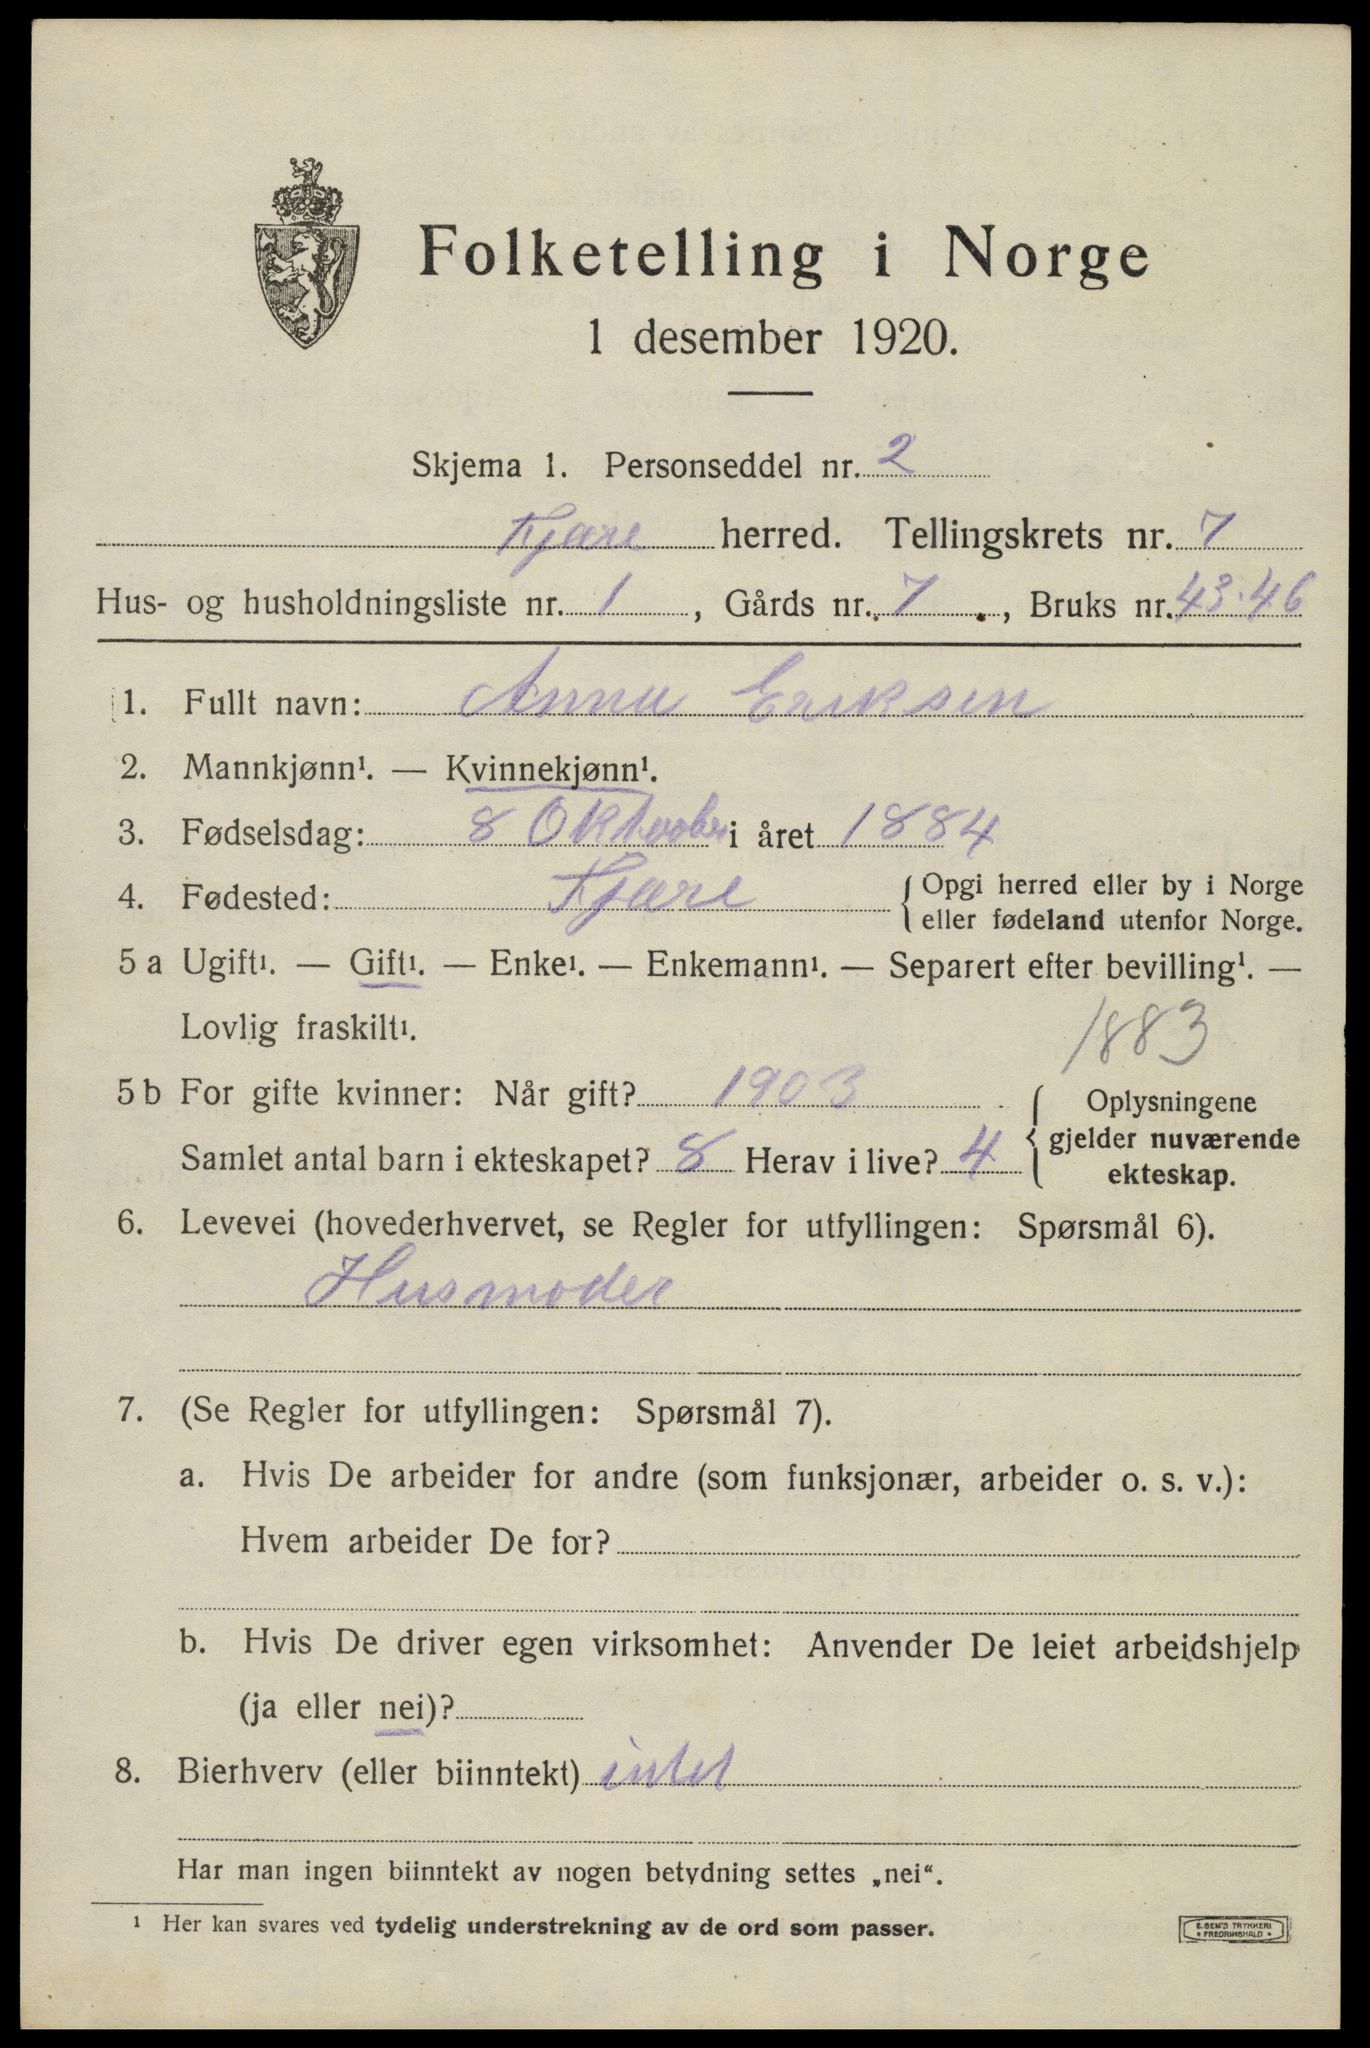 Folketelling i Norge
1 desember 1920.
Skjema 1. Personseddel nr. 2
Fjære herred. Tellingskrets nr. 7
Hus- og husholdningsliste nr. 1, Gårds nr. 7, Bruks nr. 43.46
1. Fullt navn: Anna Eriksen
2. Mannkjønn¹. — Kvinnekjønn¹.
3. Fødselsdag: 8 Oktober i året 1884
4. Fødested: Fjære { Opgi herred eller by i Norge
eller fødeland utenfor Norge.
5 a Ugift¹. — Gift¹. — Enke¹. — Enkemann¹. — Separert efter bevilling¹. —
Lovlig fraskilt¹.
1883
5 b For gifte kvinner: Når gift? 1903
Samlet antal barn i ekteskapet? 8 Herav i live? 4
Oplysningene
gjelder nuværende
ekteskap.
6. Levevei (hovederhvervet, se Regler for utfyllingen: Spørsmål 6).
Husmoder
7. (Se Regler for utfyllingen: Spørsmål 7).
a. Hvis De arbeider for andre (som funksjonær, arbeider o. s. v.):
Hvem arbeider De for?
b. Hvis De driver egen virksomhet: Anvender De leiet arbeidshjelp
(ja eller nei)?
8. Bierhverv (eller biinntekt) intet
Har man ingen biinntekt av nogen betydning settes „nei“.
¹ Her kan svares ved tydelig understrekning av de ord som passer.
E. SEM'S TRYKKERI
• FREDRIKSHALD •